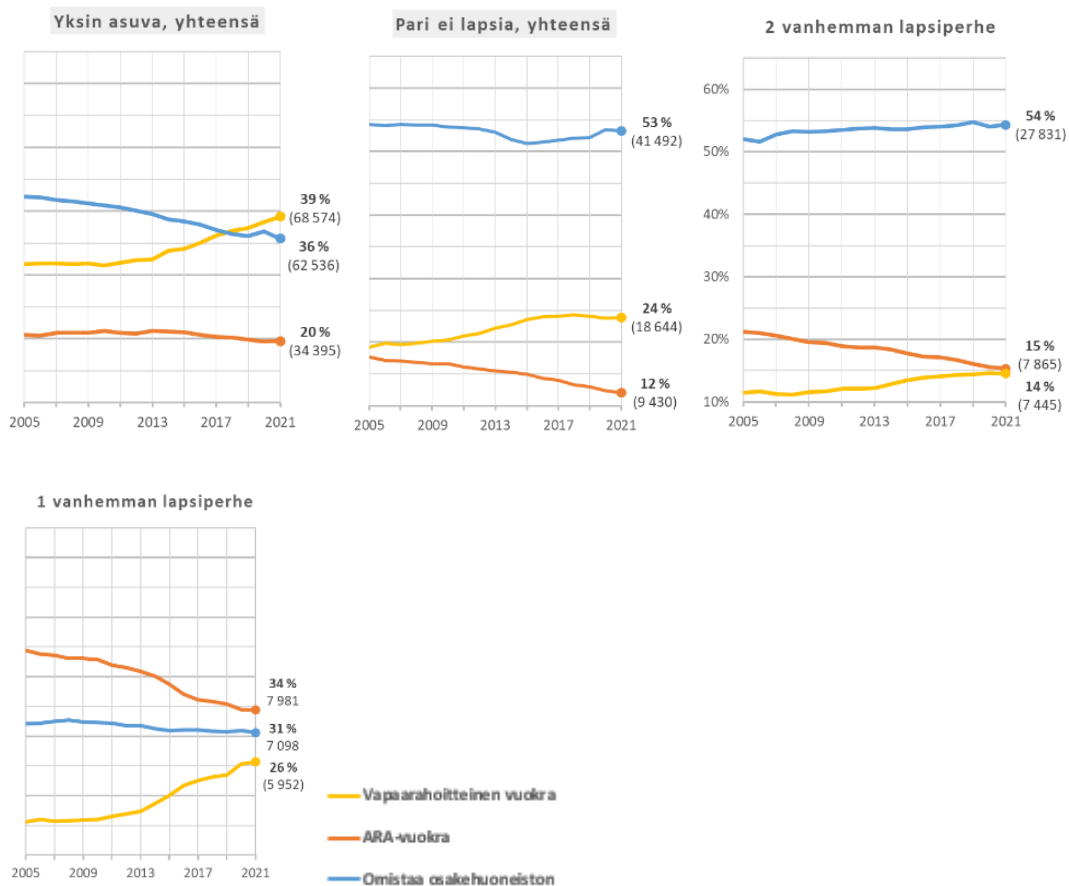 Yksin asuva, yhteensä
39 %
(68 574)
36 %
(62 536)
20 %
(34 395)
2005 2009 2013 2017 2021
Pari ei lapsia, yhteensä
53 %
(41 492)
24 %
(18 644)
12 %
(9 430)
2005 2009 2013 2017 2021
2 vanhemman lapsiperhe
60%
50%
40%
30%
20%
10%
54 %
(27 831)
15 %
(7 865)
14 %
(7 445)
2005 2009 2013 2017 2021
1 vanhemman lapsiperhe
34 %
7 981
31 %
7 098
26 %
(5 952)
2005 2009 2013 2017 2021
Vapaarahoitteinen vuokra
ARA-vuokra
Omistaa osakehuoneiston